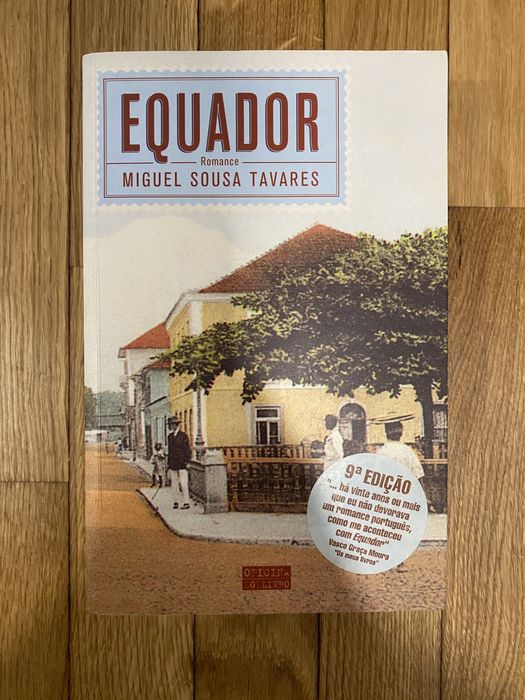 EQUADOR
Romance
MIGUEL SOUSA TAVARES
9ª EDIÇÃO
"... há vinte anos ou mais
que eu não devorava
um romance português,
como me aconteceu
com Equador"
Vasco Graça Moura
"Os meus livros"
OFICINA
DO LIVRO